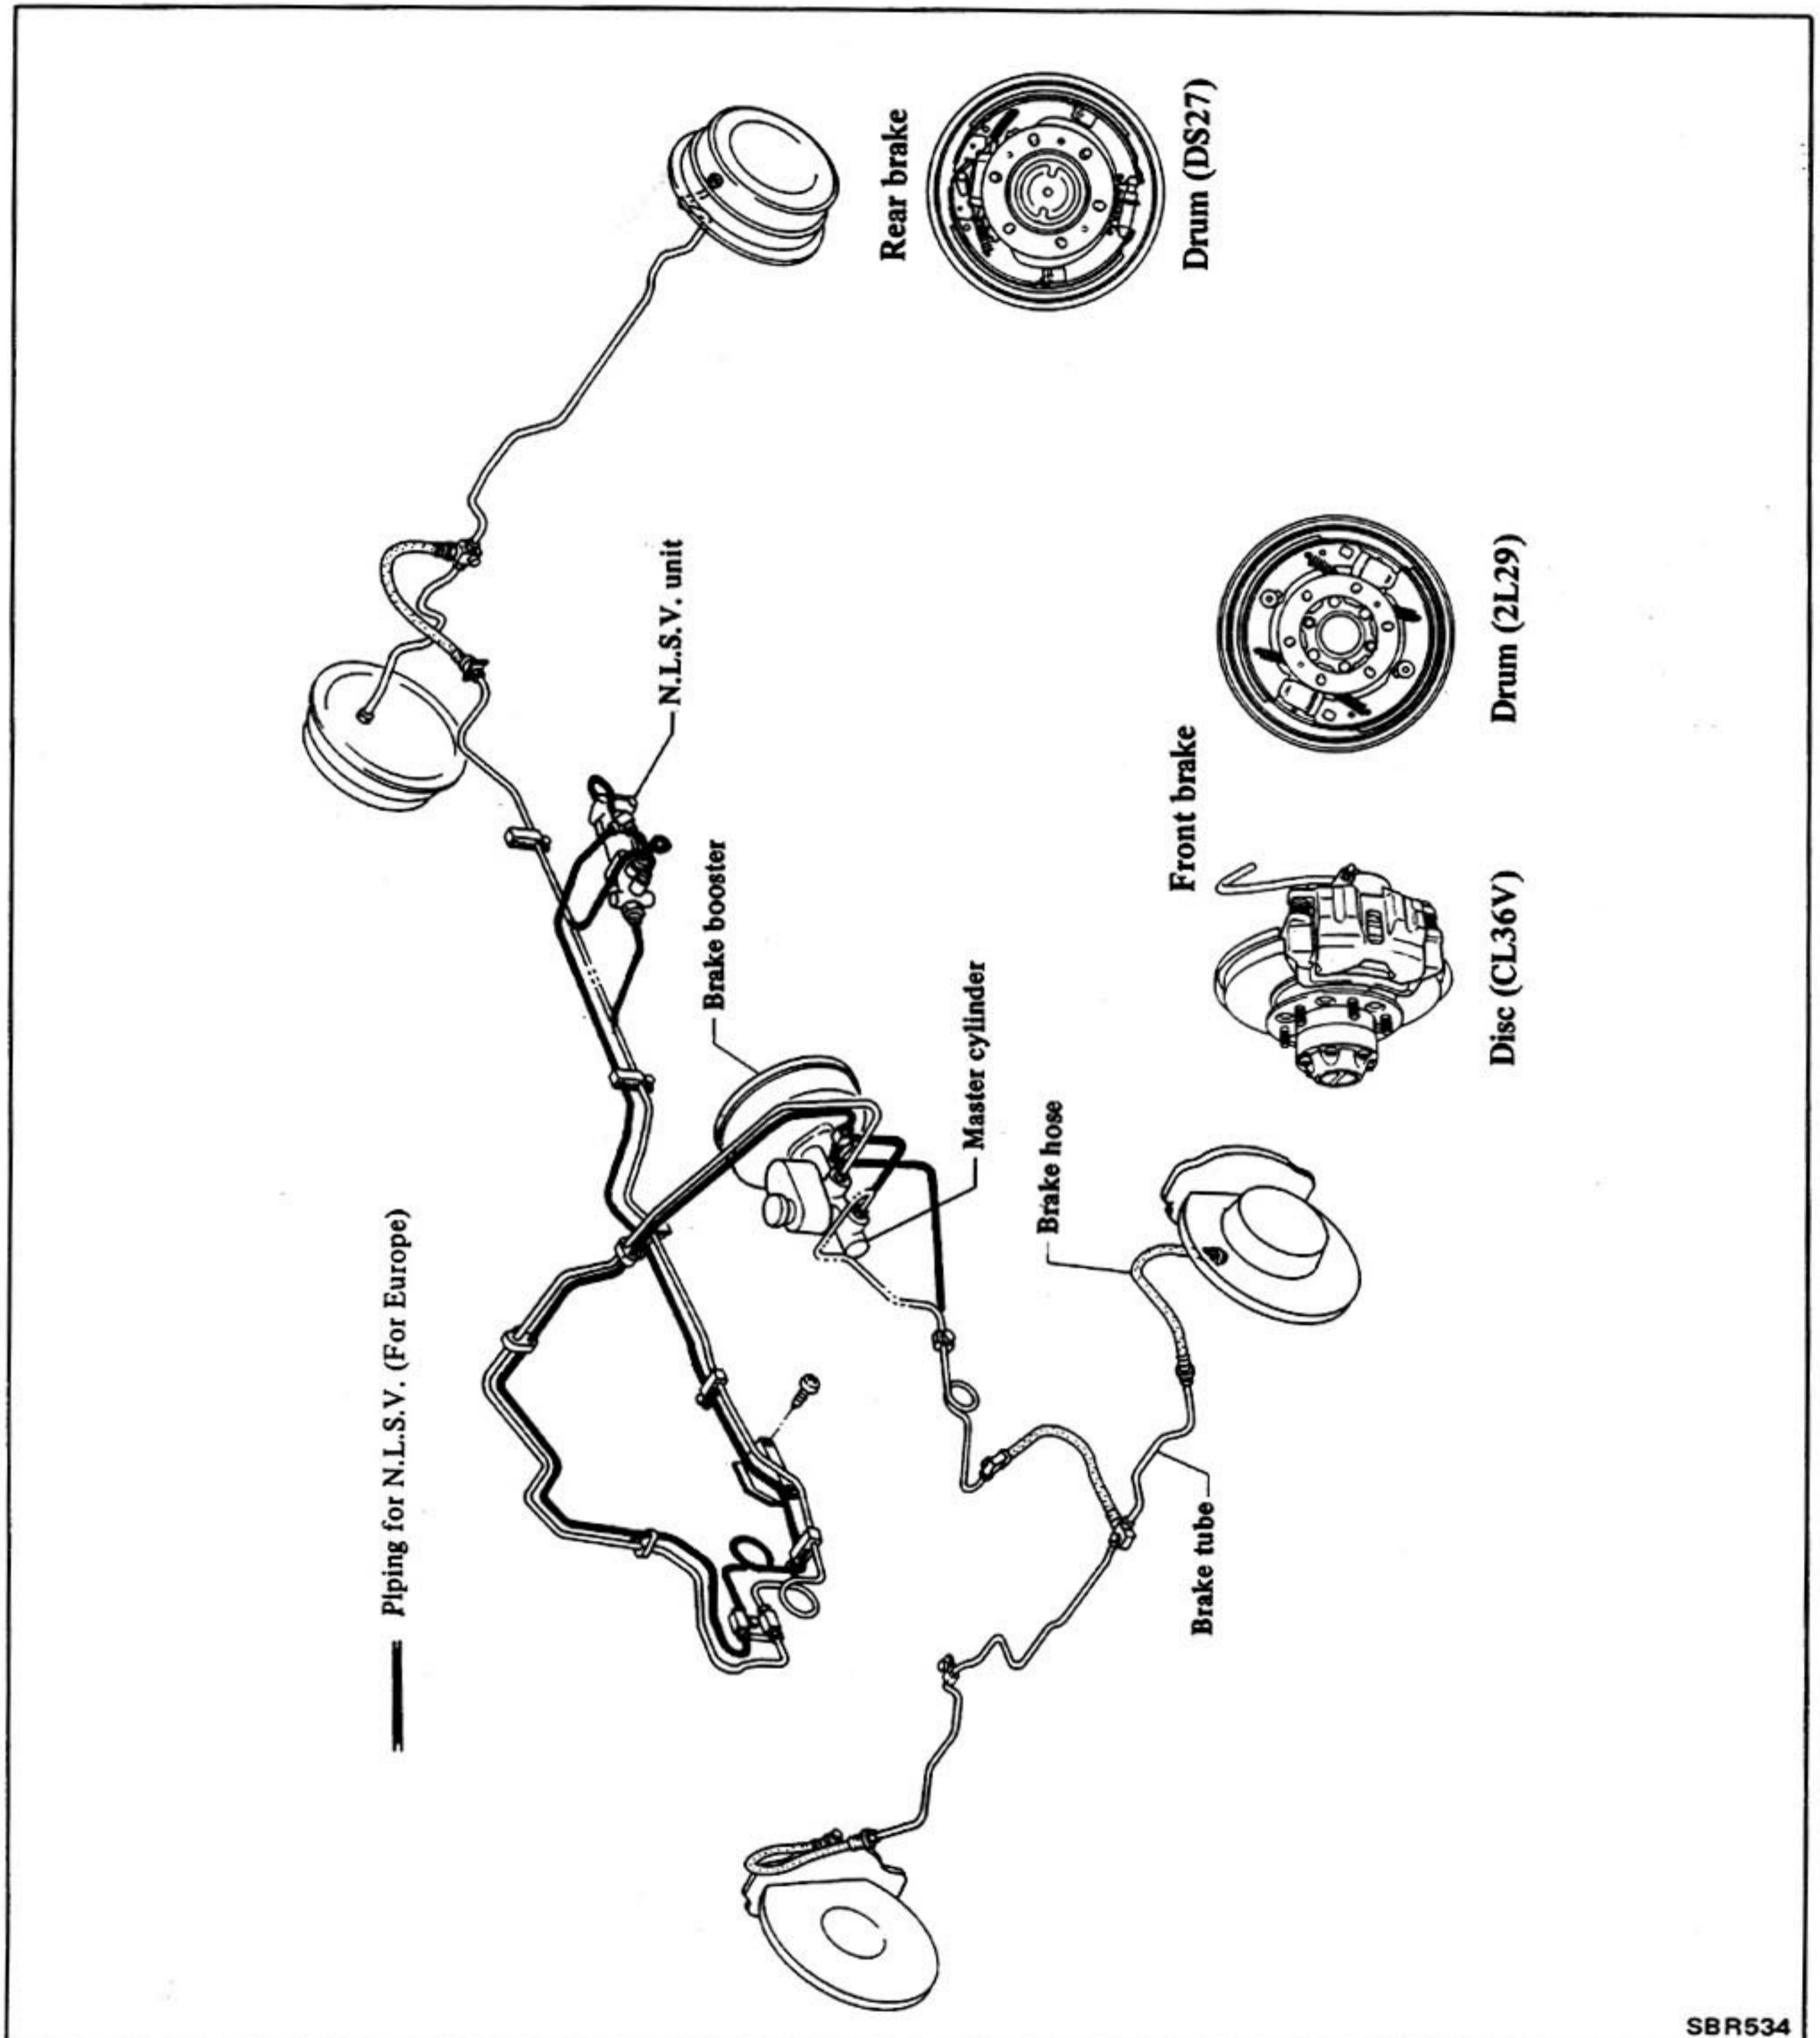 Piping for N.L.S.V. (For Europe)
N.L.S.V. unit
Brake booster
Master cylinder
Brake hose
Brake tube
Rear brake
Drum (DS27)
Front brake
Disc (CL36V)
Drum (2L29)
SBR534